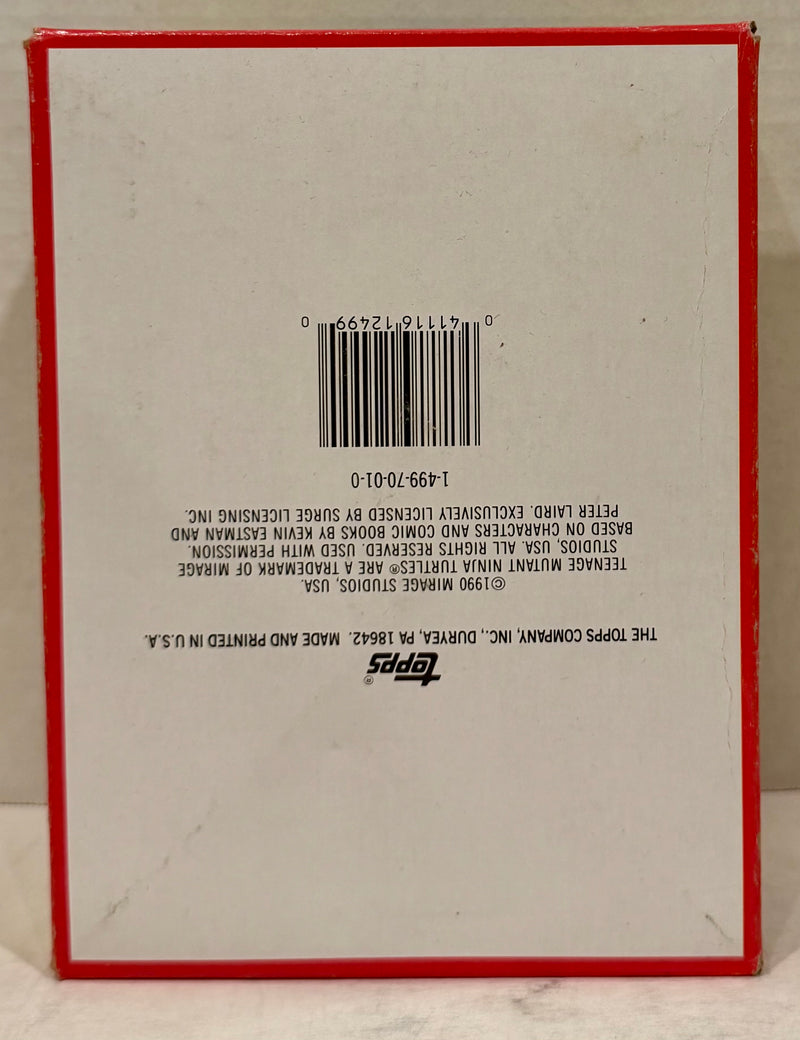 topps®
THE TOPPS COMPANY, INC., DURYEA, PA 18642. MADE AND PRINTED IN U.S.A.
©1990 MIRAGE STUDIOS, USA.
TEENAGE MUTANT NINJA TURTLES® ARE A TRADEMARK OF MIRAGE
STUDIOS, USA. ALL RIGHTS RESERVED. USED WITH PERMISSION.
BASED ON CHARACTERS AND COMIC BOOKS BY KEVIN EASTMAN AND
PETER LAIRD. EXCLUSIVELY LICENSED BY SURGE LICENSING INC.
1-499-70-01-0
0 41116 12499 0